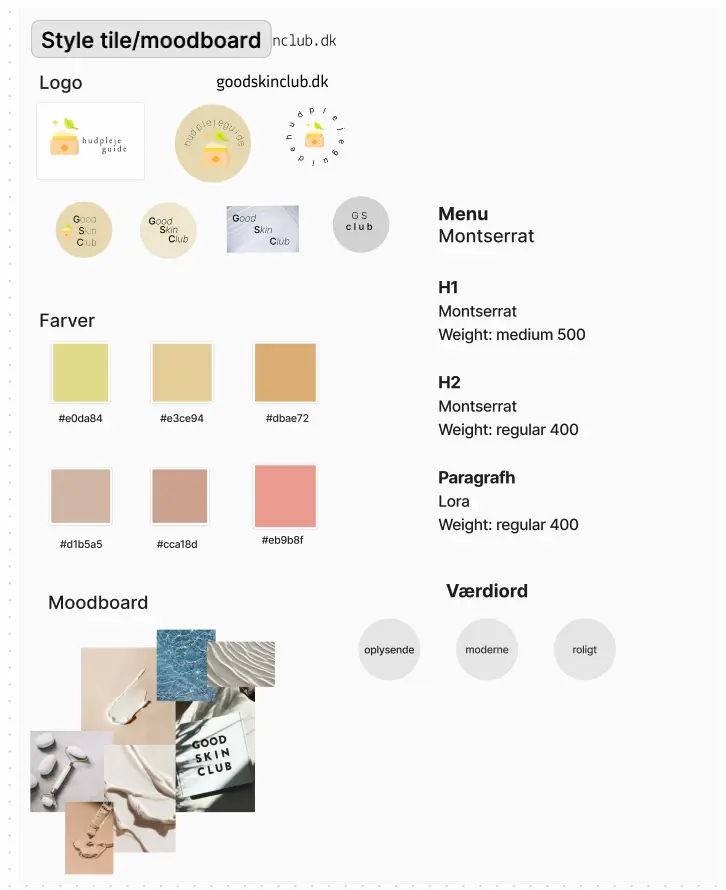 Style tile/moodboard
nclub.dk
Logo
goodskinclub.dk
hudpleje
guide
hudplejeguide
hudplejeguide
Good
Skin
Club
Good
Skin
Club
Good
Skin
Club
GS
club
Menu
Montserrat
H1
Montserrat
Weight: medium 500
H2
Montserrat
Weight: regular 400
Paragrafh
Lora
Weight: regular 400
Farver
#e0da84
#e3ce94
#dbae72
#d1b5a5
#cca18d
#eb9b8f
Værdiord
oplysende
moderne
roligt
Moodboard
GOOD
SKIN
CLUB